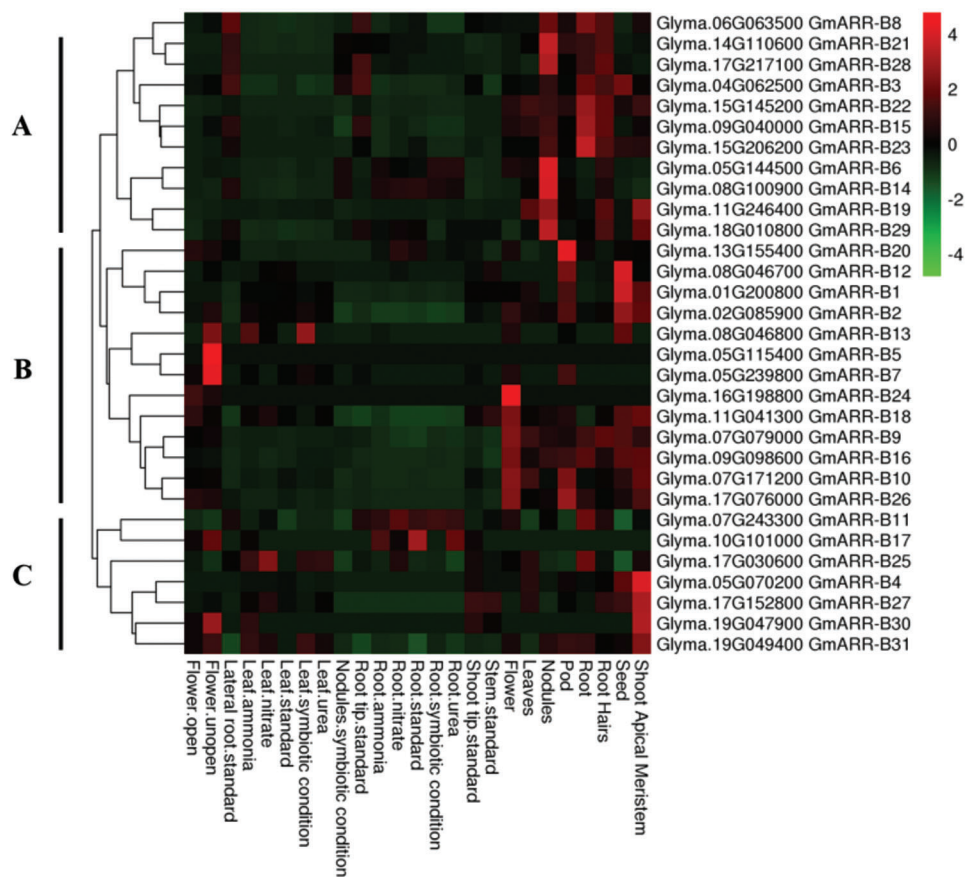 A
B
C
Glyma.06G063500 GmARR-B8
Glyma.14G110600 GmARR-B21
Glyma.17G217100 GmARR-B28
Glyma.04G062500 GmARR-B3
Glyma.15G145200 GmARR-B22
Glyma.09G040000 GmARR-B15
Glyma.15G206200 GmARR-B23
Glyma.05G144500 GmARR-B6
Glyma.08G100900 GmARR-B14
Glyma.11G246400 GmARR-B19
Glyma.18G010800 GmARR-B29
Glyma.13G155400 GmARR-B20
Glyma.08G046700 GmARR-B12
Glyma.01G200800 GmARR-B1
Glyma.02G085900 GmARR-B2
Glyma.08G046800 GmARR-B13
Glyma.05G115400 GmARR-B5
Glyma.05G239800 GmARR-B7
Glyma.16G198800 GmARR-B24
Glyma.11G041300 GmARR-B18
Glyma.07G079000 GmARR-B9
Glyma.09G098600 GmARR-B16
Glyma.07G171200 GmARR-B10
Glyma.17G076000 GmARR-B26
Glyma.07G243300 GmARR-B11
Glyma.10G101000 GmARR-B17
Glyma.17G030600 GmARR-B25
Glyma.05G070200 GmARR-B4
Glyma.17G152800 GmARR-B27
Glyma.19G047900 GmARR-B30
Glyma.19G049400 GmARR-B31
4
2
0
-2
-4
Flower.open
Flower.unopen
Lateral root.standard
Leaf.ammonia
Leaf.nitrate
Leaf.standard
Leaf.symbiotic condition
Leaf.urea
Nodules.symbiotic condition
Root tip.standard
Root.ammonia
Root.nitrate
Root.standard
Root.symbiotic condition
Root.urea
Shoot tip.standard
Stem.standard
Flower
Leaves
Nodules
Pod
Root
Root Hairs
Seed
Shoot Apical Meristem